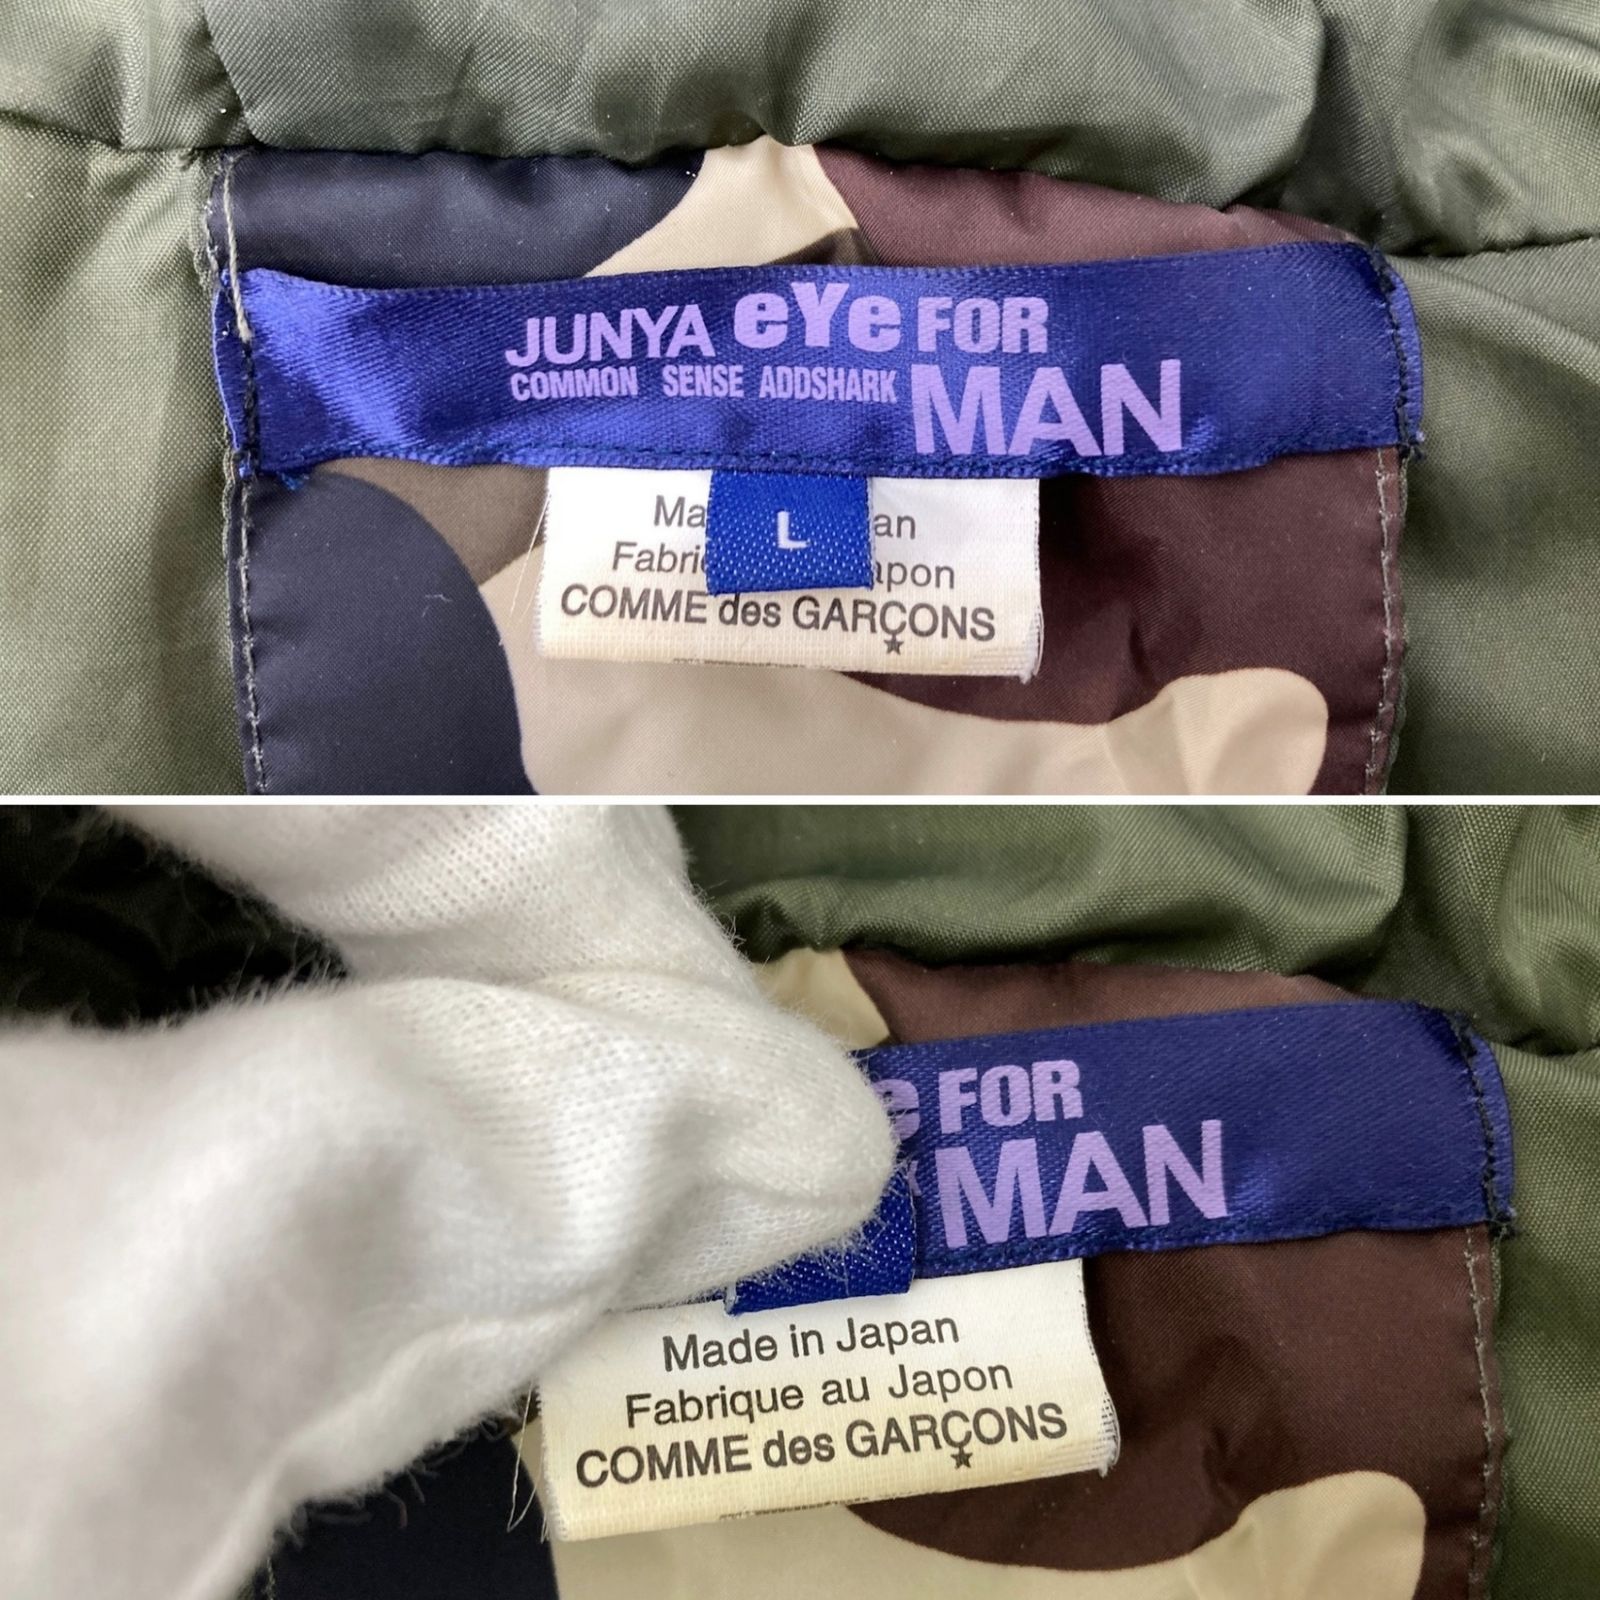 JUNYA eYe FOR
COMMON SENSE ADDSHARK MAN
L
Ma an
Fabri apon
COMME des GARÇONS
e FOR
MAN
Made in Japan
Fabrique au Japon
COMME des GARÇONS